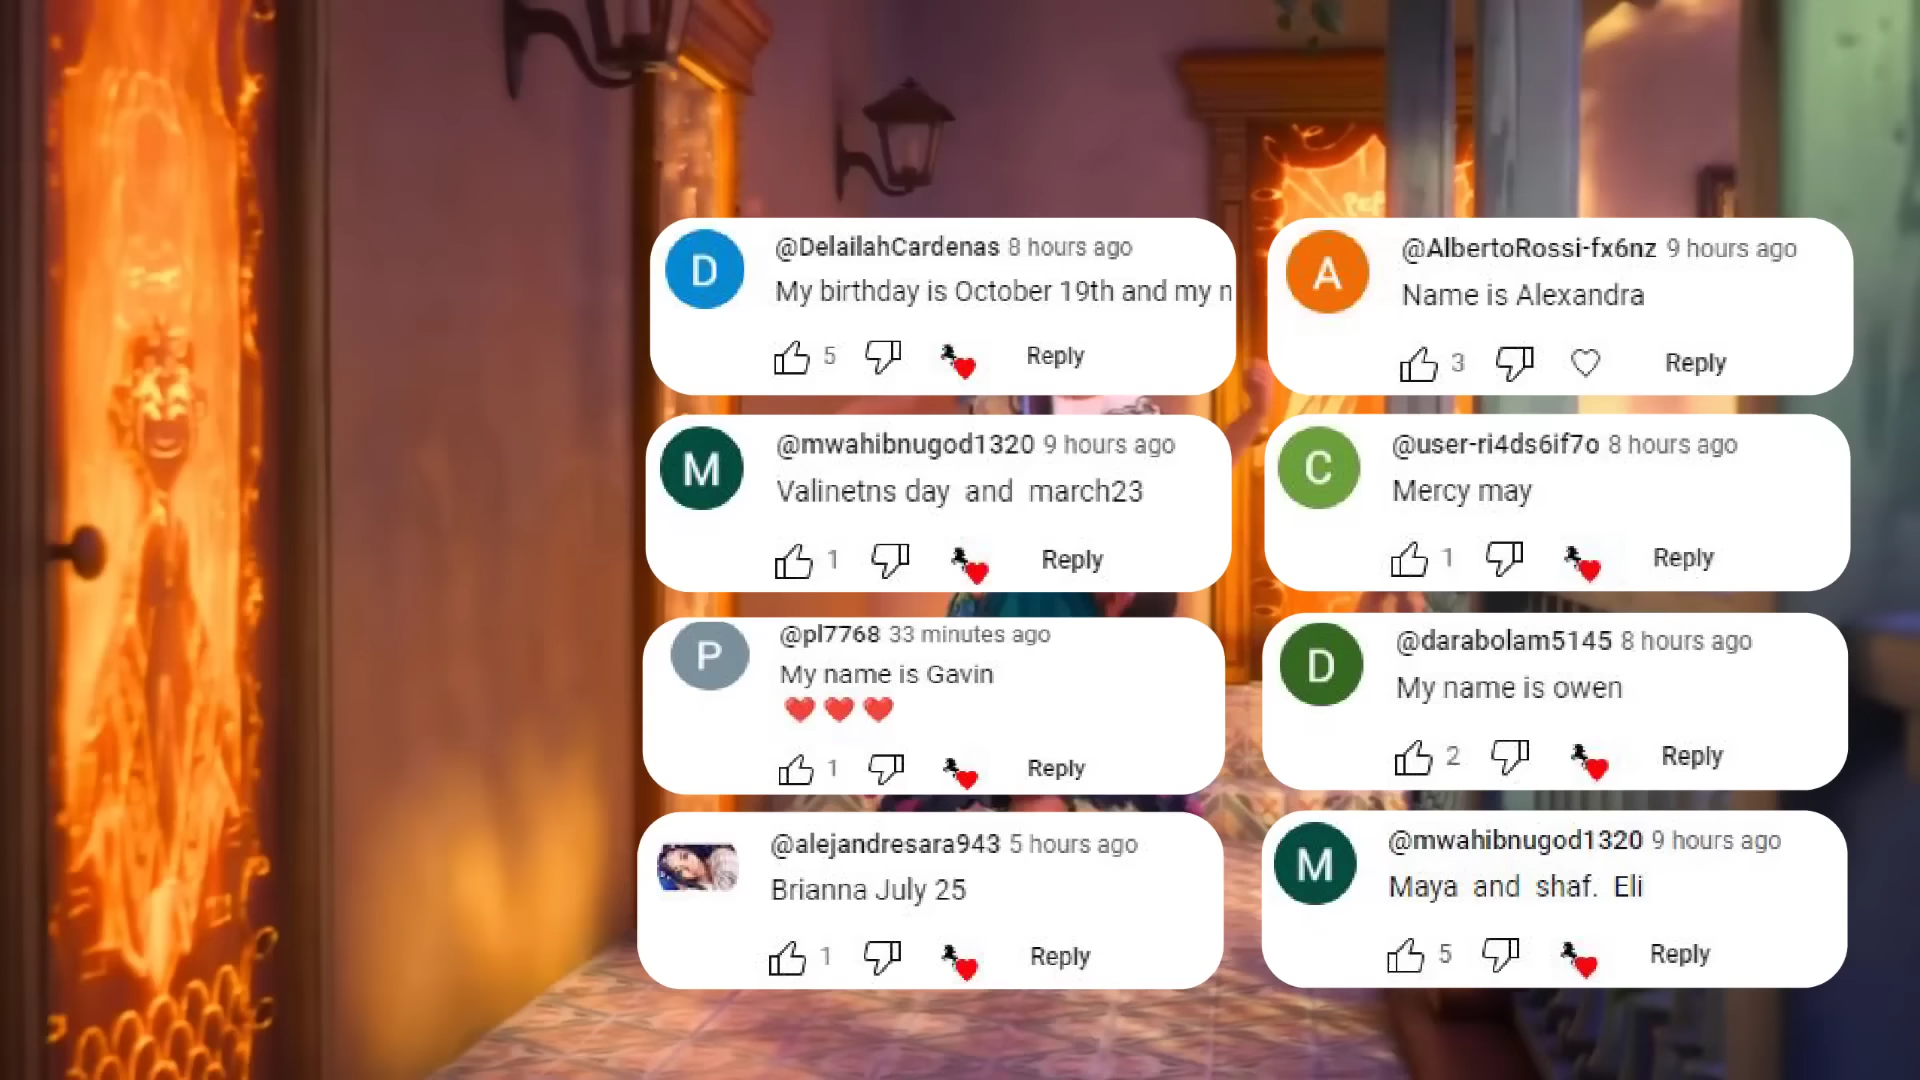 D
@DelailahCardenas 8 hours ago
My birthday is October 19th and my n
5
Reply
A
@AlbertoRossi-fx6nz 9 hours ago
Name is Alexandra
3
Reply
M
@mwahibnugod1320 9 hours ago
Valinetns day and march23
1
Reply
C
@user-ri4ds6if7o 8 hours ago
Mercy may
1
Reply
P
@pl7768 33 minutes ago
My name is Gavin
1
Reply
D
@darabolam5145 8 hours ago
My name is owen
2
Reply
@alejandresara943 5 hours ago
Brianna July 25
1
Reply
M
@mwahibnugod1320 9 hours ago
Maya and shaf. Eli
5
Reply